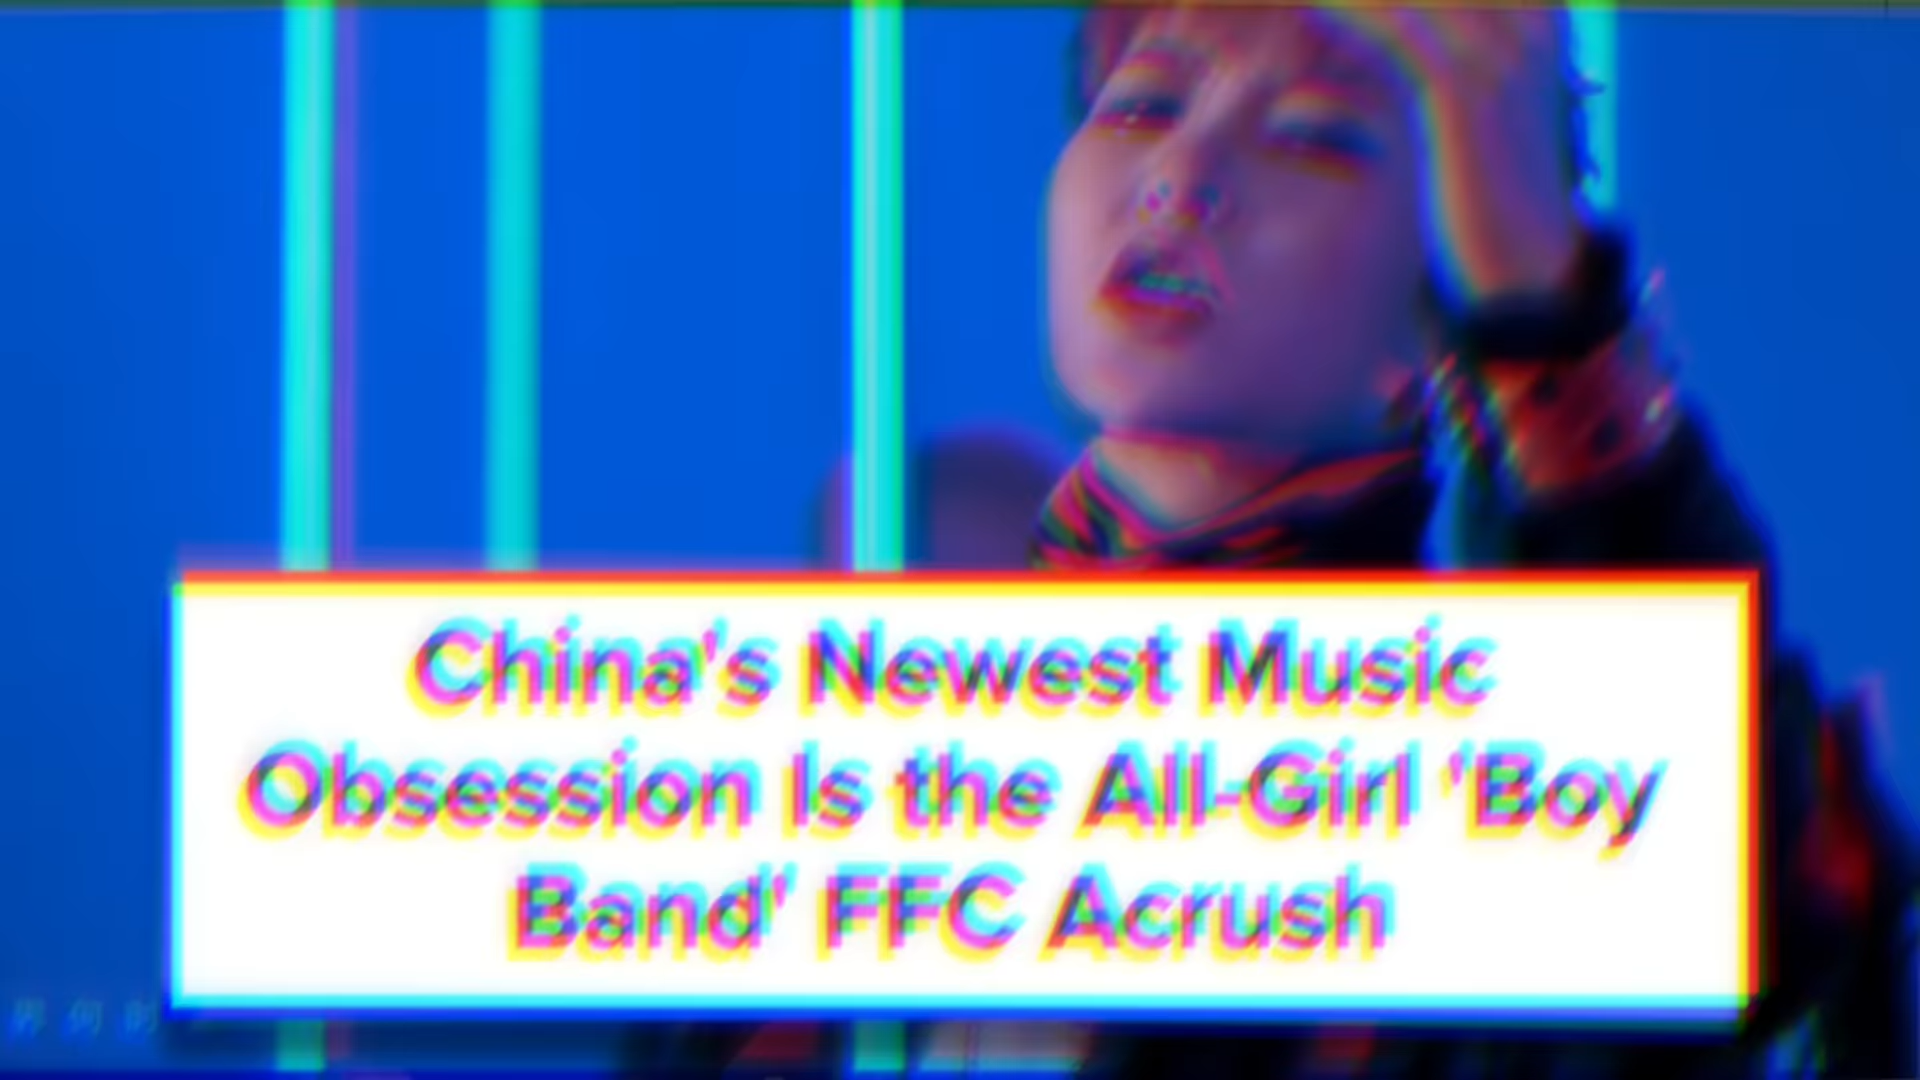 China's Newest Music
Obsession Is the All-Girl 'Boy
Band' FFC Acrush